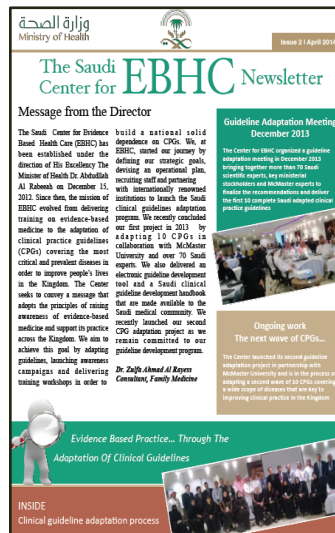 وزارة الصحة
Ministry of Health
Issue 2 | April 2014
The Saudi
Center for EBHC Newsletter
Message from the Director
The Saudi Center for Evidence
Based Health Care (EBHC) has
been established under the
direction of His Excellency The
Minister of Health Dr. Abdullah
Al Rabeeah on December 15,
2012. Since then, the mission of
EBHC evolved from delivering
training on evidence-based
medicine to the adaptation of
clinical practice guidelines
(CPGs) covering the most
critical and prevalent diseases in
order to improve people's lives
in the Kingdom. The Center
seeks to convey a message that
adopts the principles of raising
awareness of evidence-based
medicine and support its practice
across the Kingdom. We aim to
achieve this goal by adapting
guidelines, launching awareness
campaigns and delivering
training workshops in order to
build a national solid
dependence on CPGs. We, at
EBHC, started our journey by
defining our strategic goals,
devising an operational plan,
recruiting staff and partnering
with internationally renowned
institutions to launch the Saudi
clinical guidelines adaptation
program. We recently concluded
our first project in 2013 by
adapting 10 CPGs in
collaboration with McMaster
University and over 70 Saudi
experts. We also delivered an
electronic guideline development
tool and a Saudi clinical
guideline development handbook
that are made available to the
Saudi medical community. We
recently launched our second
CPG adaptation project as we
remain committed to our
guideline development program.
Dr. Zulfa Ahmad Al Rayess
Consultant, Family Medicine
Guideline Adaptation Meeting
December 2013
The Center for EBHC organized a guideline
adaptation meeting in December 2013
bringing together more than 70 Saudi
scientific experts, key ministerial
stockholders and McMaster experts to
finalize the recommendations and deliver
the first 10 complete Saudi adapted clinical
practice guidelines
Ongoing work
The next wave of CPGs...
The Center launched its second guideline
adaptation project in partnership with
McMaster University and is in the process of
adapting a second wave of 10 CPGs covering
a wide scope of diseases that are key to
improving clinical practice in the Kingdom
Evidence Based Practice... Through The
Adaptation Of Clinical Guidelines
INSIDE
Clinical guideline adaptation process